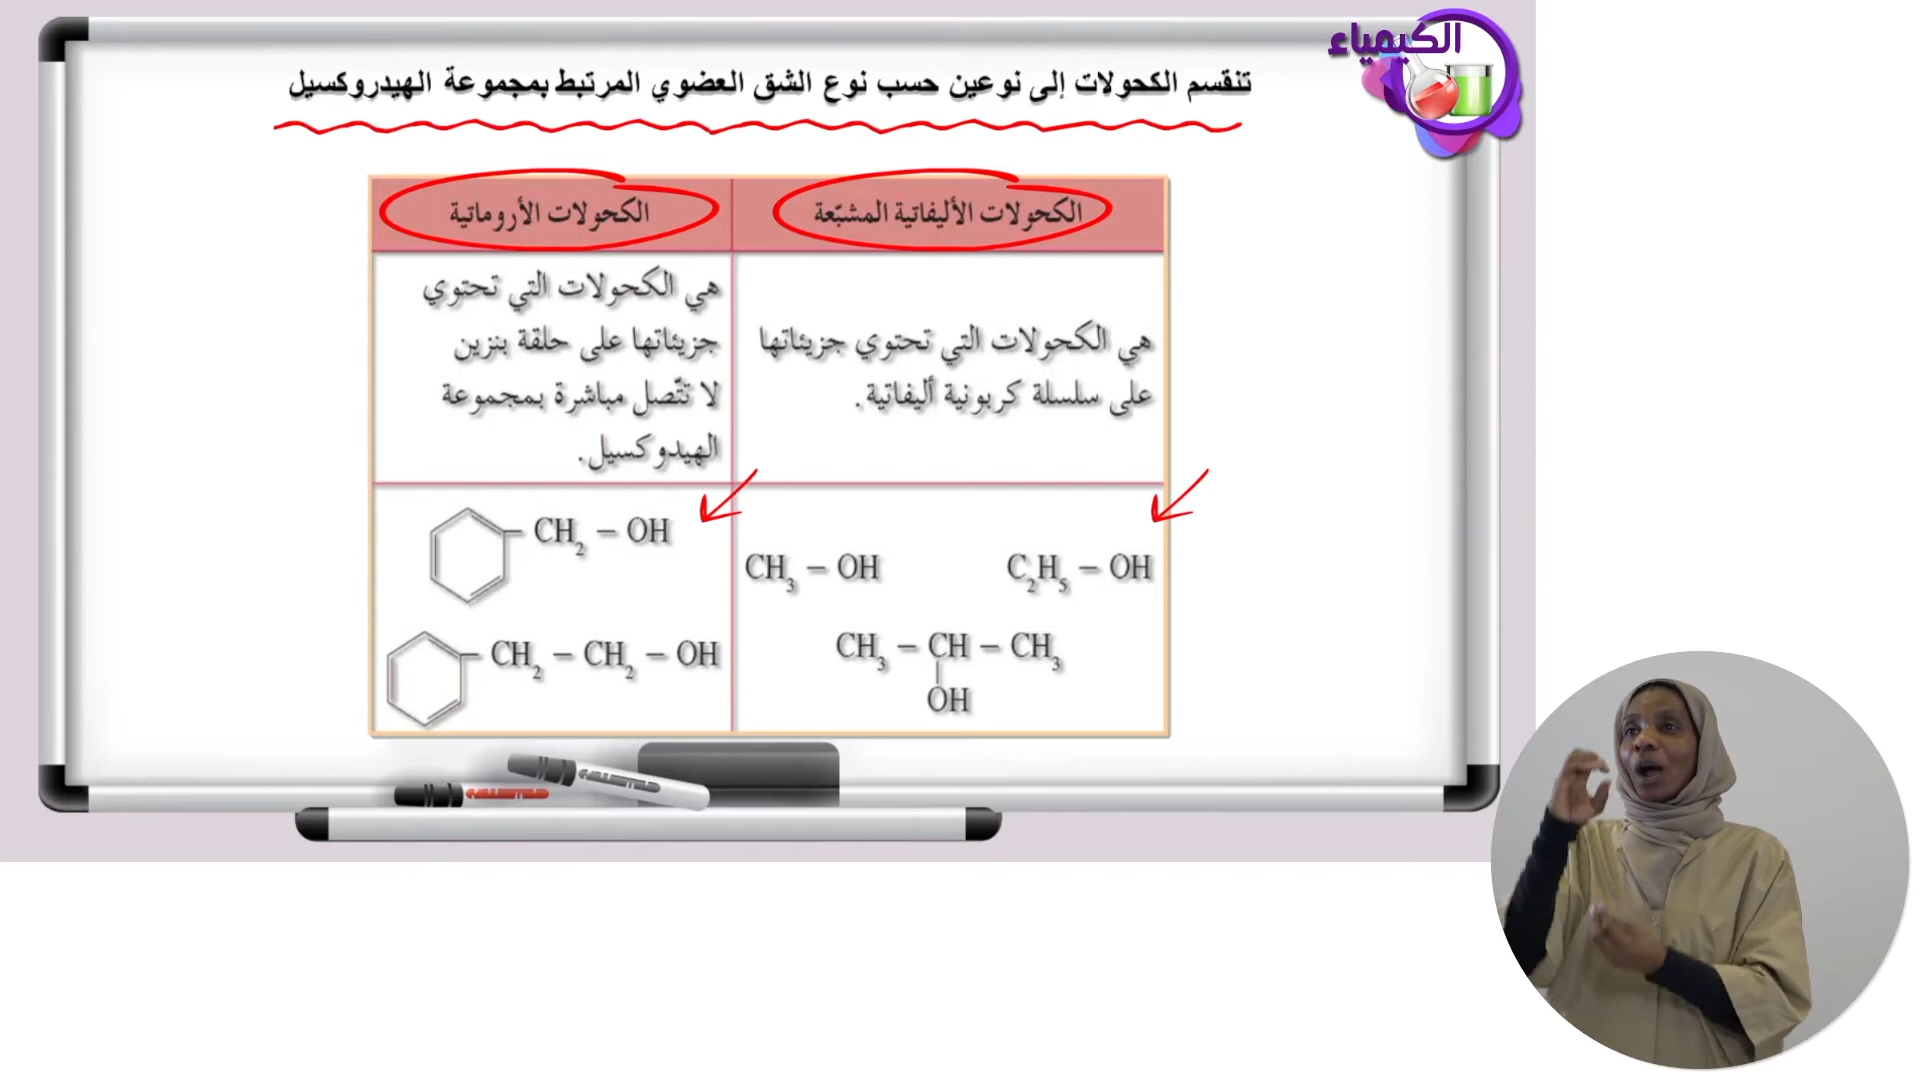 الكيمياء
تنقسم الكحولات إلى نوعين حسب نوع الشق العضوي المرتبط بمجموعة الهيدروكسيل
الكحولات الأليفاتية المشبّعة
الكحولات الأروماتية
هي الكحولات التي تحتوي جزيئاتها
على سلسلة كربونية أليفاتية.
هي الكحولات التي تحتوي
جزيئاتها على حلقة بنزين
لا تتّصل مباشرة بمجموعة
الهيدوكسيل.
CH₃ – OH
C₂H₅ – OH
CH₃ – CH – CH₃
OH
CH₂ – OH
CH₂ – CH₂ – OH